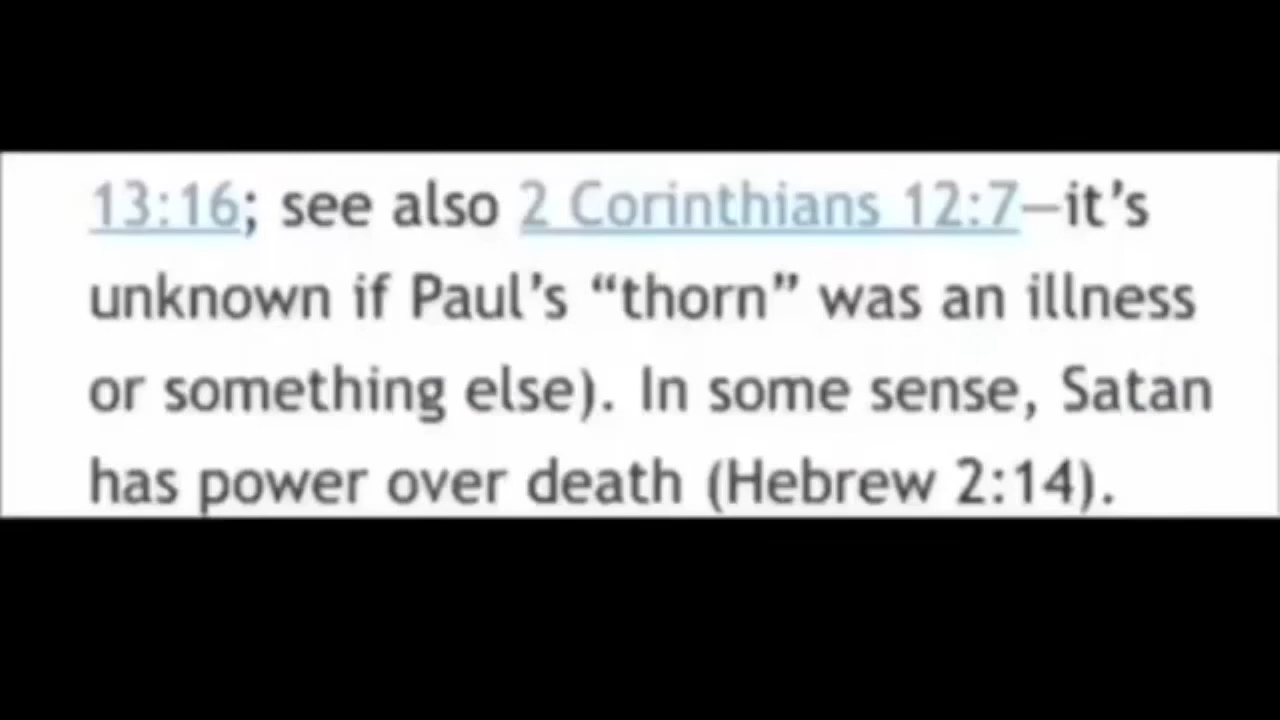 13:16; see also 2 Corinthians 12:7—it’s
unknown if Paul’s “thorn” was an illness
or something else). In some sense, Satan
has power over death (Hebrew 2:14).